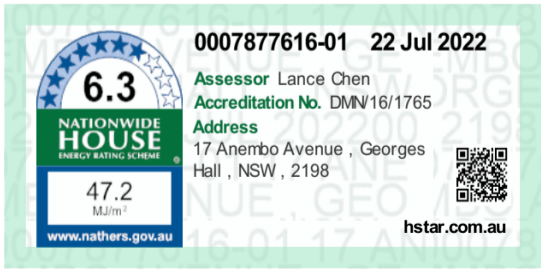 0007877616-01 22 Jul 2022
6.3
Assessor Lance Chen
Accreditation No. DMN/16/1765
Address
17 Anembo Avenue , Georges
Hall , NSW , 2198
NATIONWIDE
HOUSE
ENERGY RATING SCHEME ®
47.2
MJ/m²
www.nathers.gov.au
hstar.com.au